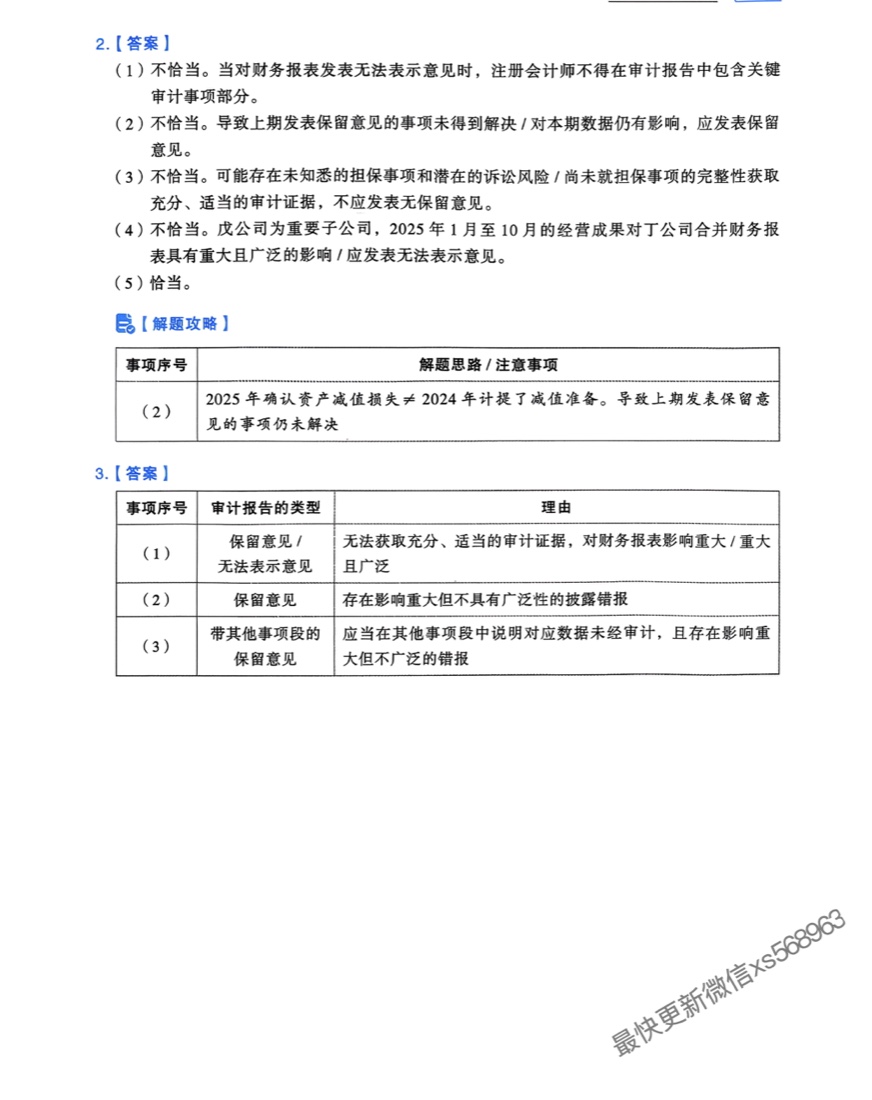 2.【答案】
（1）不恰当。当对财务报表发表无法表示意见时，注册会计师不得在审计报告中包含关键
审计事项部分。
（2）不恰当。导致上期发表保留意见的事项未得到解决 / 对本期数据仍有影响，应发表保留
意见。
（3）不恰当。可能存在未知悉的担保事项和潜在的诉讼风险 / 尚未就担保事项的完整性获取
充分、适当的审计证据，不应发表无保留意见。
（4）不恰当。戊公司为重要子公司，2025 年 1 月至 10 月的经营成果对丁公司合并财务报
表具有重大且广泛的影响 / 应发表无法表示意见。
（5）恰当。
【解题攻略】
事项序号 解题思路 / 注意事项
（2） 2025 年确认资产减值损失≠ 2024 年计提了减值准备。导致上期发表保留意
见的事项仍未解决
3.【答案】
事项序号 审计报告的类型 理由
（1） 保留意见 / 无法获取充分、适当的审计证据，对财务报表影响重大 / 重大
无法表示意见 且广泛
（2） 保留意见 存在影响重大但不具有广泛性的披露错报
（3） 带其他事项段的 应当在其他事项段中说明对应数据未经审计，且存在影响重
保留意见 大但不广泛的错报
最快更新微信xs568963